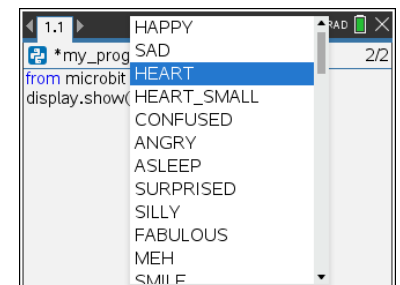 1.1 RAD
*my_prog 2/2
from microbit
display.show(
HAPPY
SAD
HEART
HEART_SMALL
CONFUSED
ANGRY
ASLEEP
SURPRISED
SILLY
FABULOUS
MEH
SMILE